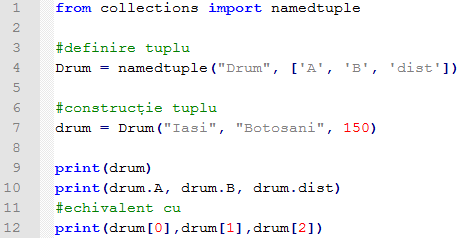 1 from collections import namedtuple
2
3 #definire tuplu
4 Drum = namedtuple("Drum", ['A', 'B', 'dist'])
5
6 #construcție tuplu
7 drum = Drum("Iasi", "Botosani", 150)
8
9 print(drum)
10 print(drum.A, drum.B, drum.dist)
11 #echivalent cu
12 print(drum[0],drum[1],drum[2])